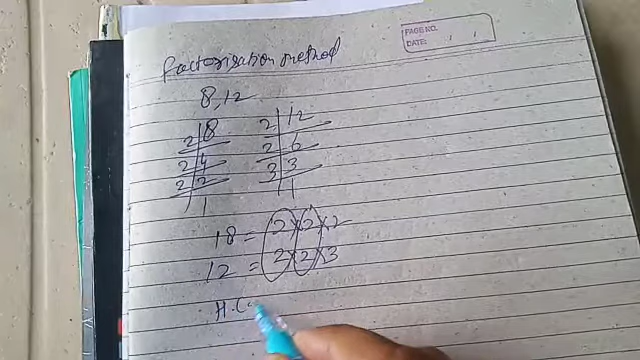 PAGE NO.
DATE:
factorisation method
8, 12
2 | 8
2 | 4
2 | 2
1
2 | 12
2 | 6
3 | 3
1
18 = 2 × 2 × 2
12 = 2 × 2 × 3
H.C.